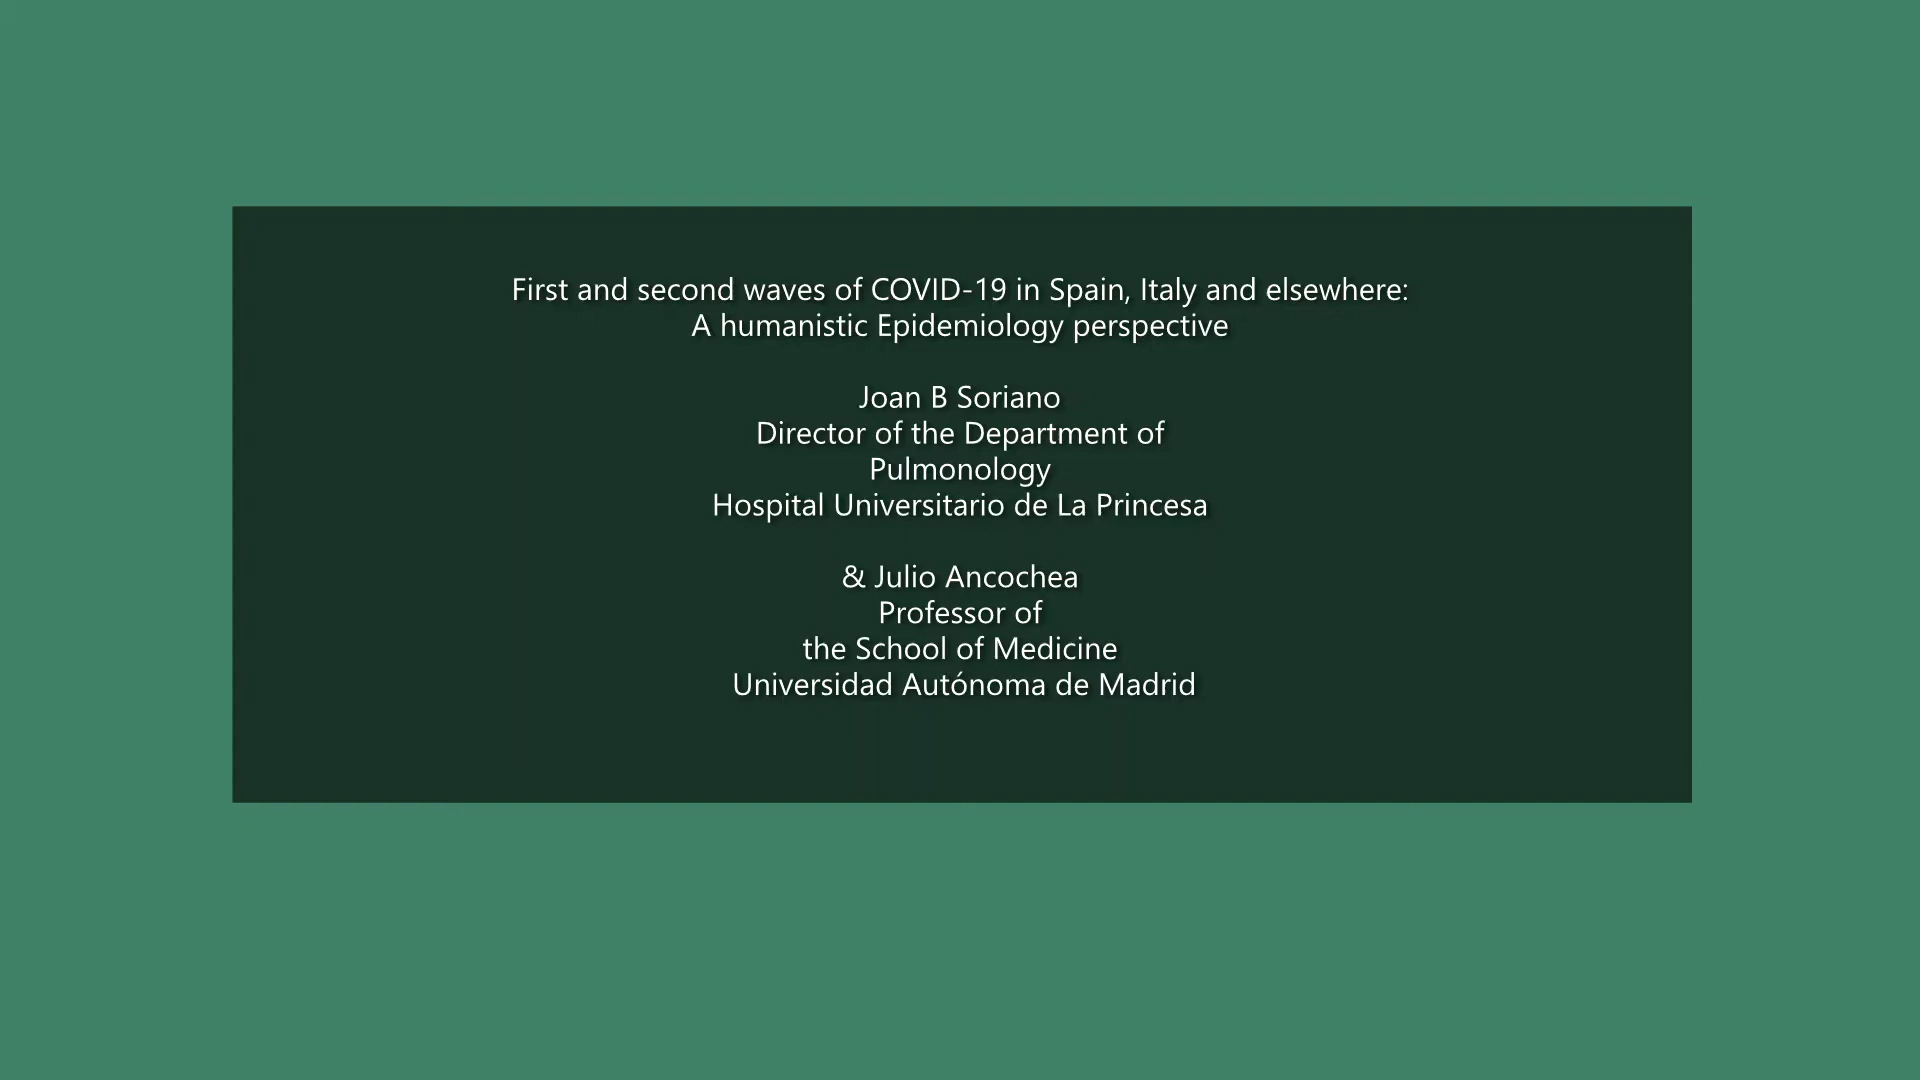 First and second waves of COVID-19 in Spain, Italy and elsewhere:
A humanistic Epidemiology perspective
Joan B Soriano
Director of the Department of
Pulmonology
Hospital Universitario de La Princesa
& Julio Ancochea
Professor of
the School of Medicine
Universidad Autónoma de Madrid